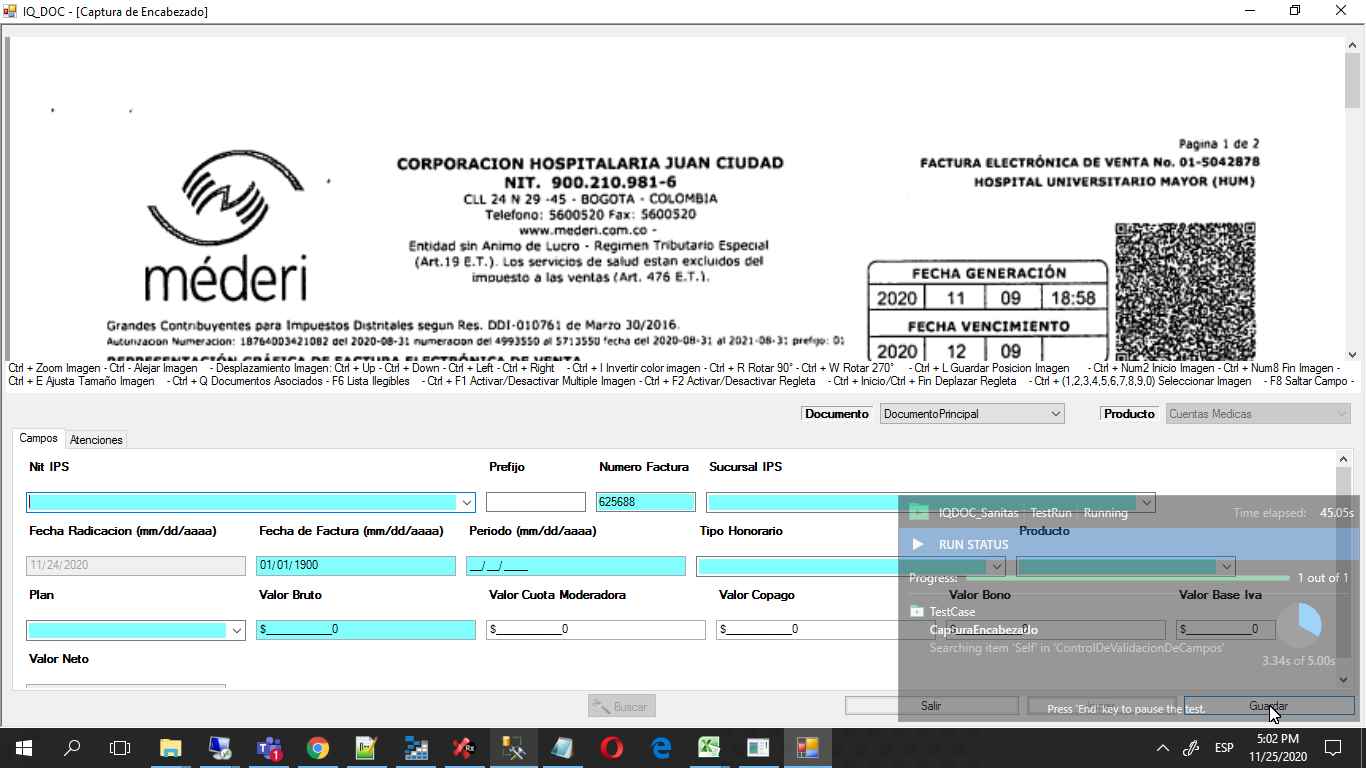 IQ_DOC - [Captura de Encabezado]
Pagina 1 de 2
CORPORACION HOSPITALARIA JUAN CIUDAD
FACTURA ELECTRÓNICA DE VENTA No. 01-5042878
NIT. 900.210.981-6
HOSPITAL UNIVERSITARIO MAYOR (HUM)
CLL 24 N 29 -45 - BOGOTA - COLOMBIA
Telefono: 5600520 Fax: 5600520
www.mederi.com.co -
Entidad sin Animo de Lucro - Regimen Tributario Especial
(Art.19 E.T.). Los servicios de salud estan excluidos del
impuesto a las ventas (Art. 476 E.T.).
méderi
FECHA GENERACIÓN
2020 11 09 18:58
FECHA VENCIMIENTO
2020 12 09
Grandes Contribuyentes para Impuestos Distritales segun Res. DDI-010761 de Marzo 30/2016.
Autorizacion Numeracion: 18764003421082 del 2020-08-31 numeracion del 4993550 al 5713550 fecha del 2020-08-31 al 2021-08-31 prefijo: 01
REPRESENTACIÓN GRÁFICA DE FACTURA ELECTRÓNICA DE VENTA
Ctrl + Zoom Imagen - Ctrl - Alejar Imagen - Desplazamiento Imagen: Ctrl + Up - Ctrl + Down - Ctrl + Left - Ctrl + Right - Ctrl + I Invertir color imagen - Ctrl + R Rotar 90° - Ctrl + W Rotar 270° - Ctrl + L Guardar Posicion Imagen - Ctrl + Num2 Inicio Imagen - Ctrl + Num8 Fin Imagen -
Ctrl + E Ajusta Tamaño Imagen - Ctrl + Q Documentos Asociados - F6 Lista Ilegibles - Ctrl + F1 Activar/Desactivar Multiple Imagen - Ctrl + F2 Activar/Desactivar Regleta - Ctrl + Inicio/Ctrl + Fin Deplazar Regleta - Ctrl + (1,2,3,4,5,6,7,8,9,0) Seleccionar Imagen - F8 Saltar Campo -
Documento DocumentoPrincipal Producto Cuentas Medicas
Campos Atenciones
Nit IPS Prefijo Numero Factura Sucursal IPS
625688
IQDOC_Sanitas TestRun Running Time elapsed: 45.05s
Fecha Radicacion (mm/dd/aaaa) Fecha de Factura (mm/dd/aaaa) Periodo (mm/dd/aaaa) Tipo Honorario Producto
RUN STATUS
11/24/2020 01/01/1900 __/__/____
Progress: 1 out of 1
Plan Valor Bruto Valor Cuota Moderadora Valor Copago Valor Bono Valor Base Iva
TestCase
$___________0 $___________0 $___________0 $___________0 $___________0
CapturaEncabezado
Searching item 'Self' in 'ControlDeValidacionDeCampos'
Valor Neto
3.34s of 5.00s
Buscar Salir Guardar
Press 'End' key to pause the test.
1
ESP
5:02 PM
11/25/2020